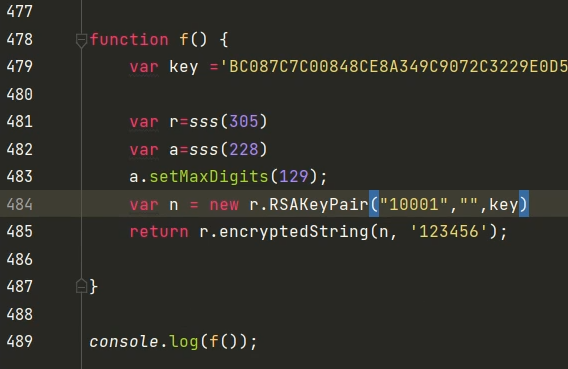 477
478 function f() {
479 var key ='BC087C7C00848CE8A349C9072C3229E0D5
480
481 var r=sss(305)
482 var a=sss(228)
483 a.setMaxDigits(129);
484 var n = new r.RSAKeyPair("10001","",key)
485 return r.encryptedString(n, '123456');
486
487 }
488
489 console.log(f());